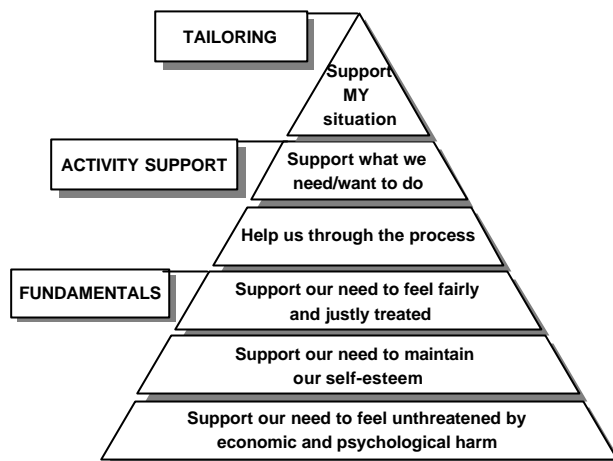 TAILORING
Support
MY
situation
ACTIVITY SUPPORT
Support what we
need/want to do
Help us through the process
FUNDAMENTALS
Support our need to feel fairly
and justly treated
Support our need to maintain
our self-esteem
Support our need to feel unthreatened by
economic and psychological harm